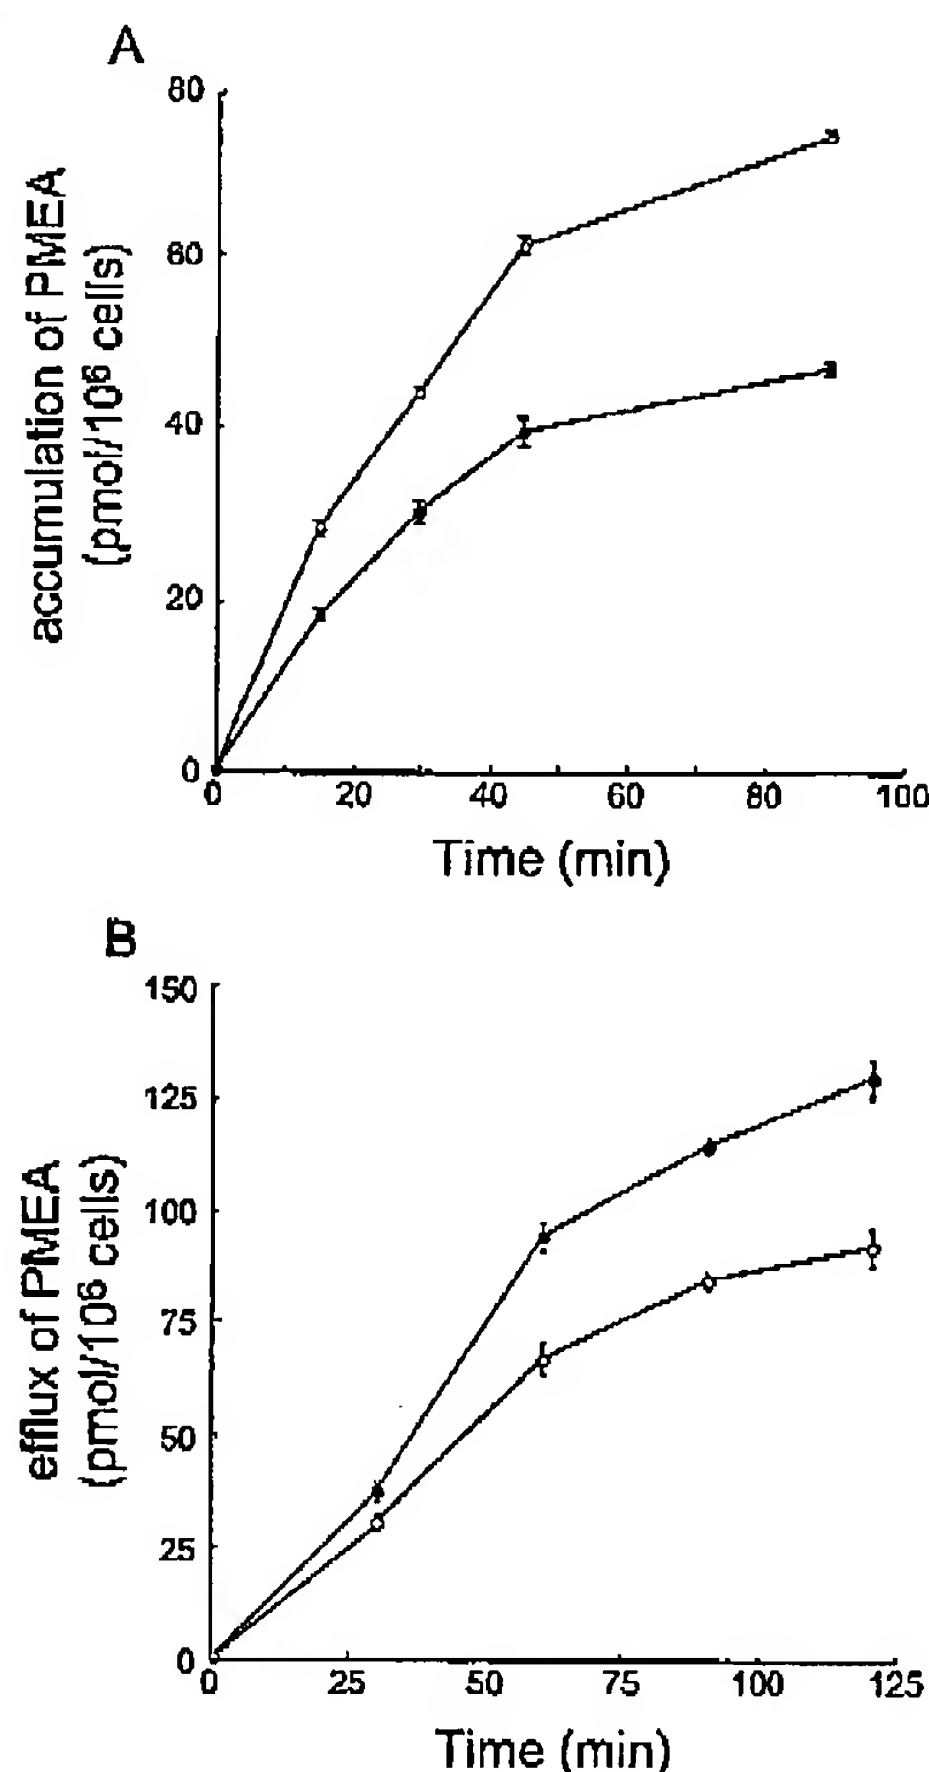 A
accumulation of PMEA
(pmol/10⁶ cells)
80
60
40
20
0
0 20 40 60 80 100
Time (min)
B
efflux of PMEA
(pmol/10⁶ cells)
150
125
100
75
50
25
0
0 25 50 75 100 125
Time (min)